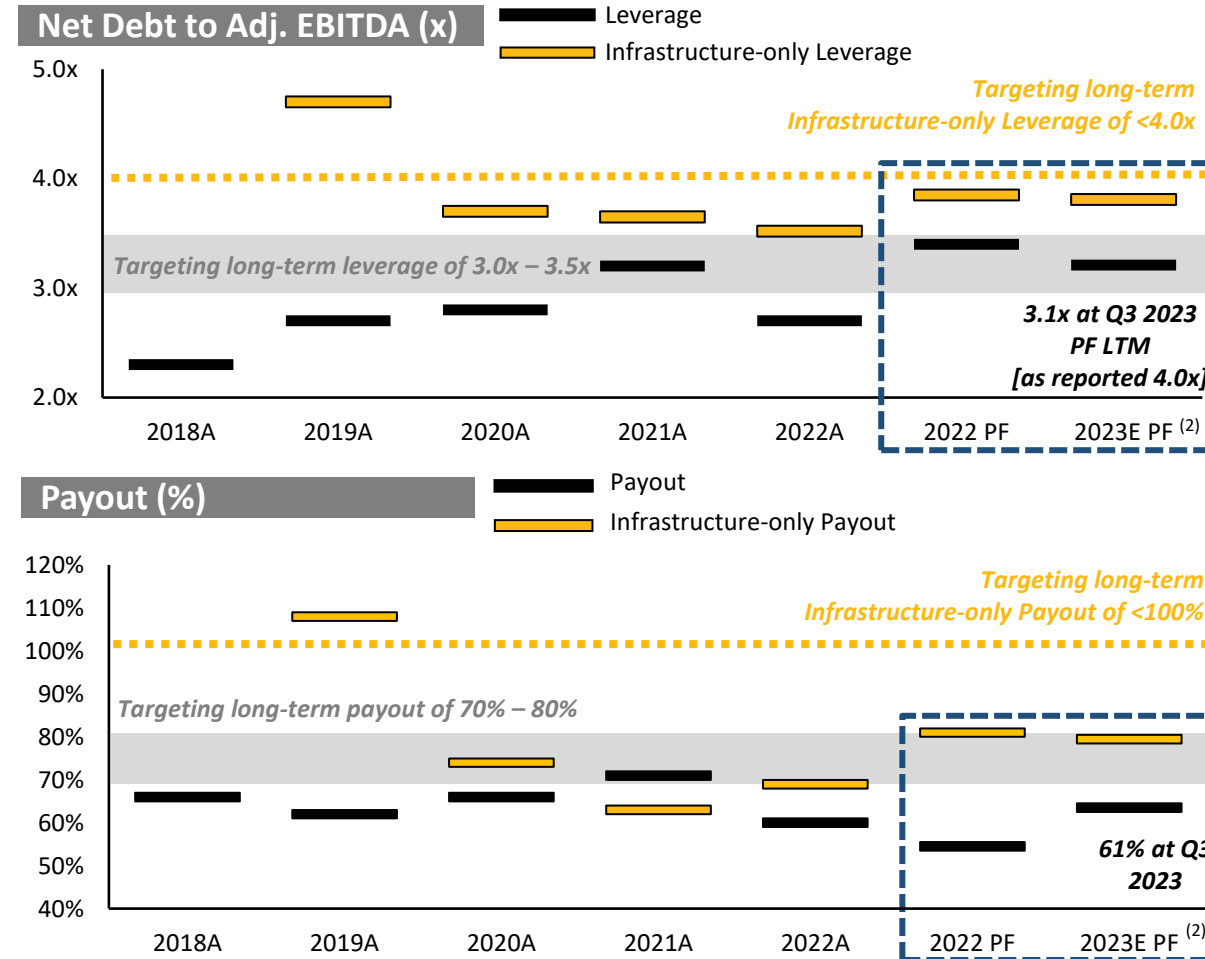 Net Debt to Adj. EBITDA (x)
Leverage
Infrastructure-only Leverage
5.0x
4.0x
3.0x
2.0x
Targeting long-term
Infrastructure-only Leverage of <4.0x
Targeting long-term leverage of 3.0x – 3.5x
3.1x at Q3 2023
PF LTM
[as reported 4.0x]
2018A 2019A 2020A 2021A 2022A 2022 PF 2023E PF (2)
Payout (%)
Payout
Infrastructure-only Payout
120%
110%
100%
90%
80%
70%
60%
50%
40%
Targeting long-term
Infrastructure-only Payout of <100%
Targeting long-term payout of 70% – 80%
61% at Q3
2023
2018A 2019A 2020A 2021A 2022A 2022 PF 2023E PF (2)